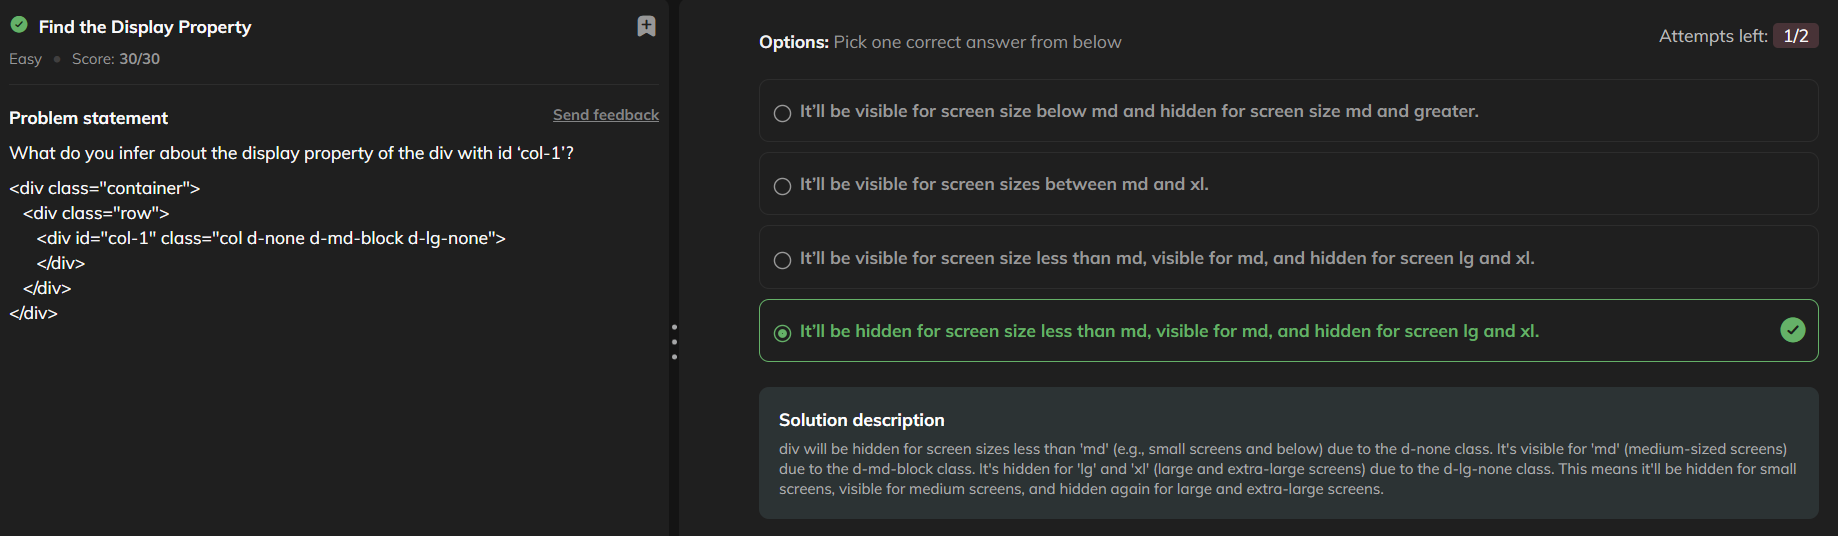 Find the Display Property
Easy • Score: 30/30
Problem statement
Send feedback
What do you infer about the display property of the div with id ‘col-1’?
<div class="container">
<div class="row">
<div id="col-1" class="col d-none d-md-block d-lg-none">
</div>
</div>
</div>
Options: Pick one correct answer from below
Attempts left: 1/2
It’ll be visible for screen size below md and hidden for screen size md and greater.
It’ll be visible for screen sizes between md and xl.
It’ll be visible for screen size less than md, visible for md, and hidden for screen lg and xl.
It’ll be hidden for screen size less than md, visible for md, and hidden for screen lg and xl.
Solution description
div will be hidden for screen sizes less than 'md' (e.g., small screens and below) due to the d-none class. It's visible for 'md' (medium-sized screens)
due to the d-md-block class. It's hidden for 'lg' and 'xl' (large and extra-large screens) due to the d-lg-none class. This means it'll be hidden for small
screens, visible for medium screens, and hidden again for large and extra-large screens.